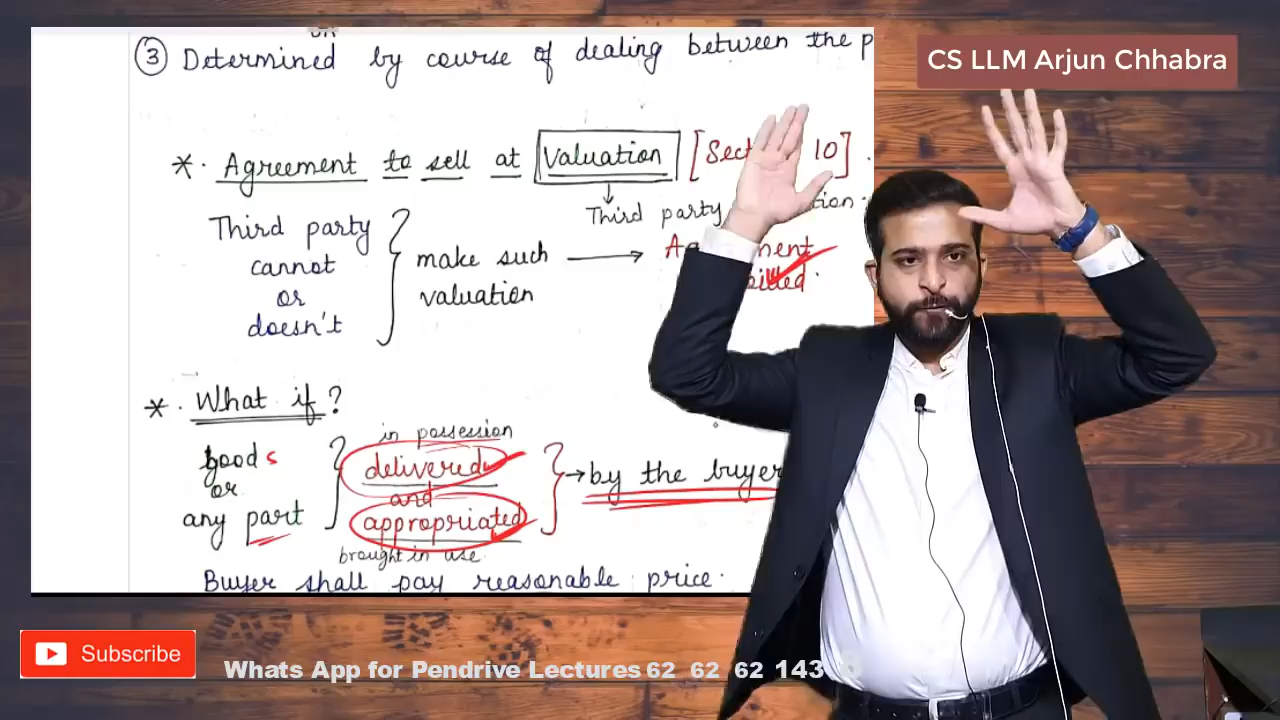 ③ Determined by course of dealing between the p
CS LLM Arjun Chhabra
*. Agreement to sell at Valuation [Sect 10].
Third party tion.
Third party
cannot
or
doesn't
make such
valuation
*. What if?
goods
or
any part
in possession
delivered
and
appropriated
brought in use
by the buyer
Buyer shall pay reasonable price.
Subscribe
Whats App for Pendrive Lectures 62 62 62 143